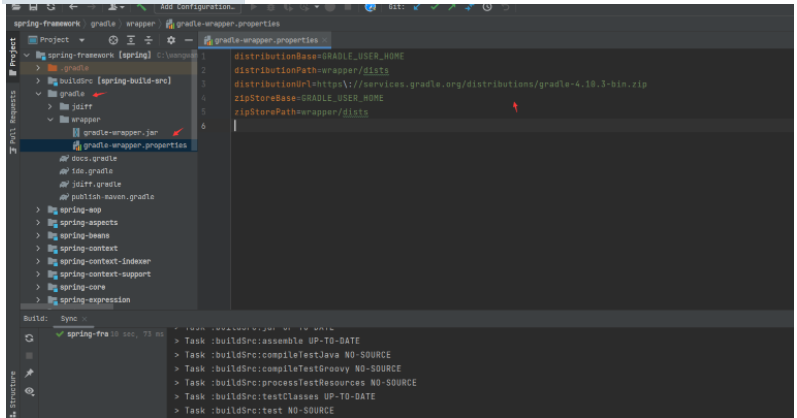 Add Configuration...
Git:
spring-framework
gradle
wrapper
gradle-wrapper.properties
Project
gradle-wrapper.properties
spring-framework [spring]
.gradle
buildSrc [spring-build-src]
gradle
jdiff
wrapper
gradle-wrapper.jar
gradle-wrapper.properties
docs.gradle
ide.gradle
jdiff.gradle
publish-maven.gradle
spring-aop
spring-aspects
spring-beans
spring-context
spring-context-indexer
spring-context-support
spring-core
spring-expression
1 distributionBase=GRADLE_USER_HOME
2 distributionPath=wrapper/dists
3 distributionUrl=https\://services.gradle.org/distributions/gradle-4.10.3-bin.zip
4 zipStoreBase=GRADLE_USER_HOME
5 zipStorePath=wrapper/dists
6
Project
Pull Requests
Structure
Build: Sync
spring-fra 10 sec, 73 ms
> Task :buildSrc:jar UP-TO-DATE
> Task :buildSrc:assemble UP-TO-DATE
> Task :buildSrc:compileTestJava NO-SOURCE
> Task :buildSrc:compileTestGroovy NO-SOURCE
> Task :buildSrc:processTestResources NO-SOURCE
> Task :buildSrc:testClasses UP-TO-DATE
> Task :buildSrc:test NO-SOURCE